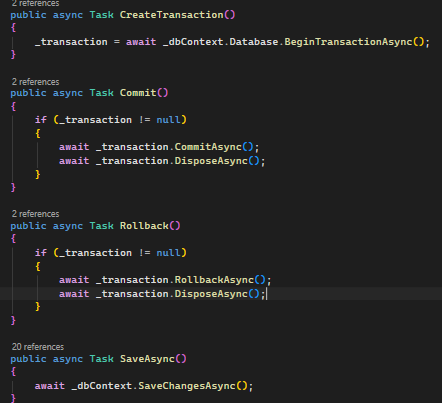 2 references
public async Task CreateTransaction()
{
_transaction = await _dbContext.Database.BeginTransactionAsync();
}
2 references
public async Task Commit()
{
if (_transaction != null)
{
await _transaction.CommitAsync();
await _transaction.DisposeAsync();
}
}
2 references
public async Task Rollback()
{
if (_transaction != null)
{
await _transaction.RollbackAsync();
await _transaction.DisposeAsync();
}
}
20 references
public async Task SaveAsync()
{
await _dbContext.SaveChangesAsync();
}